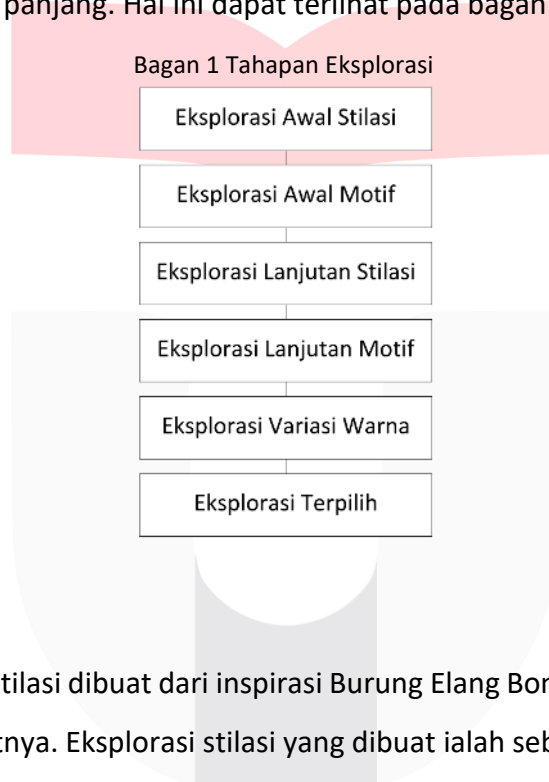 panjang. Hal ini dapat terlihat pada bagan
Bagan 1 Tahapan Eksplorasi
Eksplorasi Awal Stilasi
Eksplorasi Awal Motif
Eksplorasi Lanjutan Stilasi
Eksplorasi Lanjutan Motif
Eksplorasi Variasi Warna
Eksplorasi Terpilih
tilasi dibuat dari inspirasi Burung Elang Bon
tnya. Eksplorasi stilasi yang dibuat ialah seb